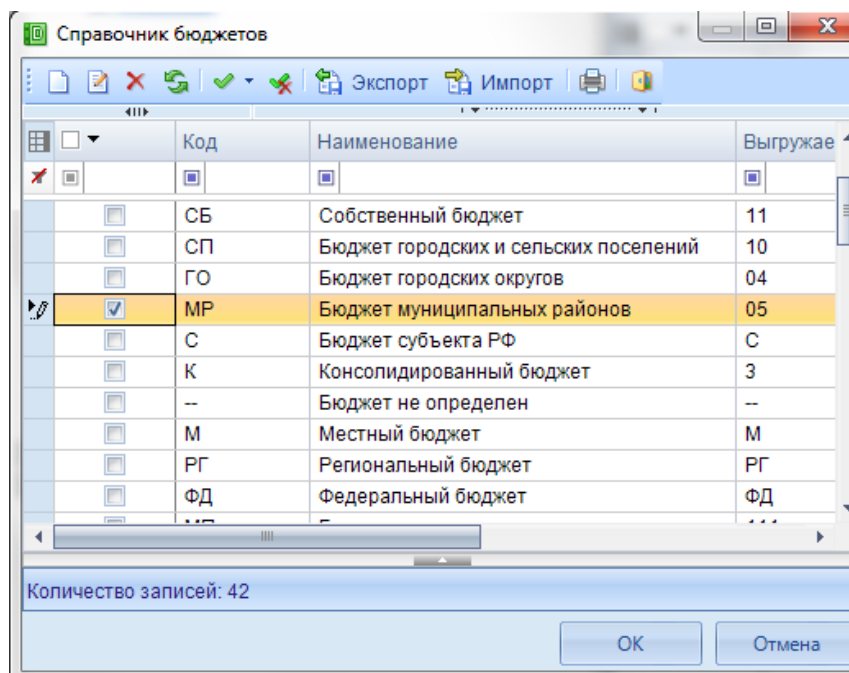 Справочник бюджетов
Экспорт Импорт
Код Наименование Выгружае
СБ Собственный бюджет 11
СП Бюджет городских и сельских поселений 10
ГО Бюджет городских округов 04
МР Бюджет муниципальных районов 05
С Бюджет субъекта РФ С
К Консолидированный бюджет 3
-- Бюджет не определен --
М Местный бюджет М
РГ Региональный бюджет РГ
ФД Федеральный бюджет ФД
Количество записей: 42
ОК Отмена